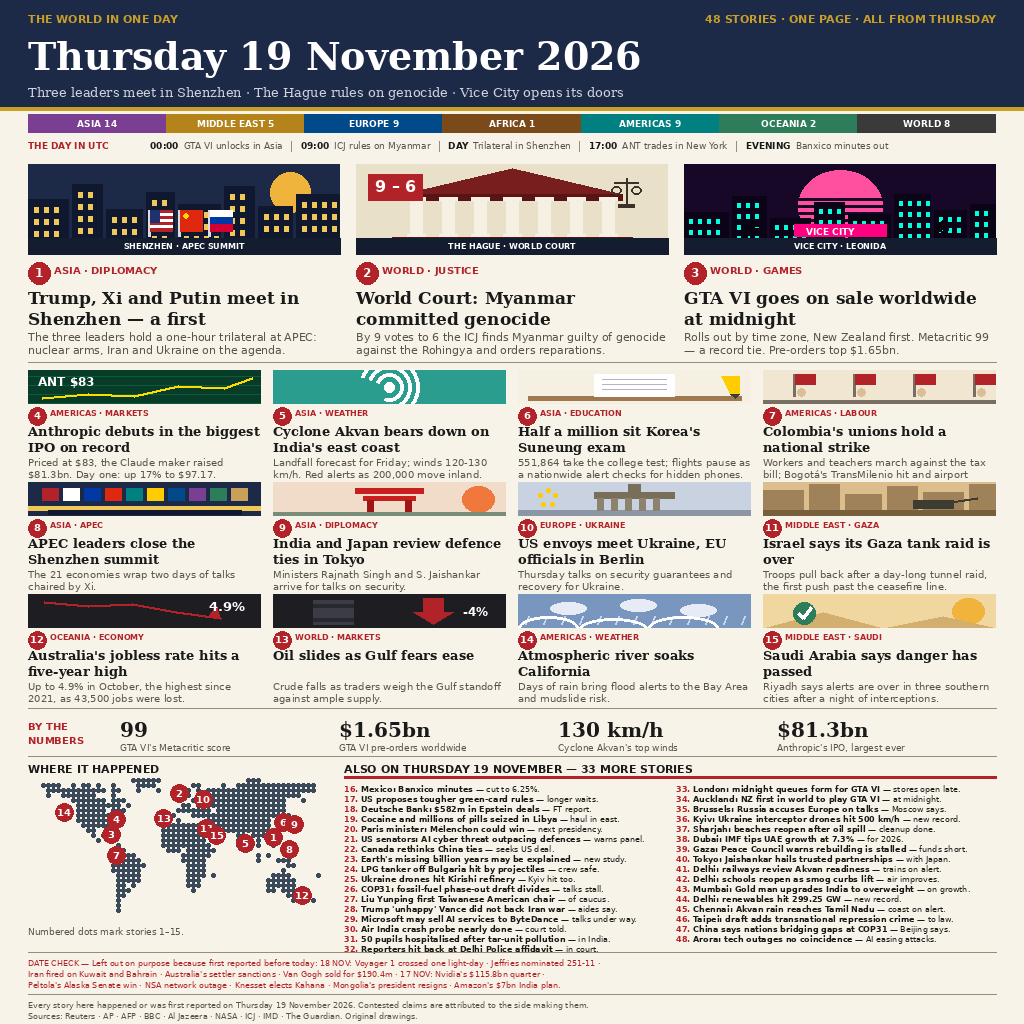 THE WORLD IN ONE DAY
48 STORIES · ONE PAGE · ALL FROM THURSDAY
Thursday 19 November 2026
Three leaders meet in Shenzhen · The Hague rules on genocide · Vice City opens its doors
ASIA 14
MIDDLE EAST 5
EUROPE 9
AFRICA 1
AMERICAS 9
OCEANIA 2
WORLD 8
THE DAY IN UTC
00:00 GTA VI unlocks in Asia | 09:00 ICJ rules on Myanmar | DAY Trilateral in Shenzhen | 17:00 ANT trades in New York | EVENING Banxico minutes out
SHENZHEN · APEC SUMMIT
1 ASIA · DIPLOMACY
Trump, Xi and Putin meet in
Shenzhen — a first
The three leaders hold a one-hour trilateral at APEC:
nuclear arms, Iran and Ukraine on the agenda.
9 – 6
THE HAGUE · WORLD COURT
2 WORLD · JUSTICE
World Court: Myanmar
committed genocide
By 9 votes to 6 the ICJ finds Myanmar guilty of genocide
against the Rohingya and orders reparations.
VICE CITY
VICE CITY · LEONIDA
3 WORLD · GAMES
GTA VI goes on sale worldwide
at midnight
Rolls out by time zone, New Zealand first. Metacritic 99
— a record tie. Pre-orders top $1.65bn.
ANT $83
4 AMERICAS · MARKETS
Anthropic debuts in the biggest
IPO on record
Priced at $83, the Claude maker raised
$81.3bn. Day one: up 17% to $97.17.
5 ASIA · WEATHER
Cyclone Akvan bears down on
India's east coast
Landfall forecast for Friday; winds 120-130
km/h. Red alerts as 200,000 move inland.
6 ASIA · EDUCATION
Half a million sit Korea's
Suneung exam
551,864 take the college test; flights pause as
a nationwide alert checks for hidden phones.
7 AMERICAS · LABOUR
Colombia's unions hold a
national strike
Workers and teachers march against the tax
bill; Bogotá's TransMilenio hit and airport
8 ASIA · APEC
APEC leaders close the
Shenzhen summit
The 21 economies wrap two days of talks
chaired by Xi.
9 ASIA · DIPLOMACY
India and Japan review defence
ties in Tokyo
Ministers Rajnath Singh and S. Jaishankar
arrive for talks on security.
10 EUROPE · UKRAINE
US envoys meet Ukraine, EU
officials in Berlin
Thursday talks on security guarantees and
recovery for Ukraine.
11 MIDDLE EAST · GAZA
Israel says its Gaza tank raid is
over
Troops pull back after a day-long tunnel raid,
the first push past the ceasefire line.
4.9%
12 OCEANIA · ECONOMY
Australia's jobless rate hits a
five-year high
Up to 4.9% in October, the highest since
2021, as 43,500 jobs were lost.
-4%
13 WORLD · MARKETS
Oil slides as Gulf fears ease
Crude falls as traders weigh the Gulf standoff
against ample supply.
14 AMERICAS · WEATHER
Atmospheric river soaks
California
Days of rain bring flood alerts to the Bay Area
and mudslide risk.
15 MIDDLE EAST · SAUDI
Saudi Arabia says danger has
passed
Riyadh says alerts are over in three southern
cities after a night of interceptions.
BY THE
NUMBERS
99
GTA VI's Metacritic score
$1.65bn
GTA VI pre-orders worldwide
130 km/h
Cyclone Akvan's top winds
$81.3bn
Anthropic's IPO, largest ever
WHERE IT HAPPENED
2
10
14
4
13
3
11
15
6
9
1
5
8
7
12
Numbered dots mark stories 1–15.
ALSO ON THURSDAY 19 NOVEMBER — 33 MORE STORIES
16. Mexico: Banxico minutes — cut to 6.25%.
17. US proposes tougher green-card rules — longer waits.
18. Deutsche Bank: $582m in Epstein deals — FT report.
19. Cocaine and millions of pills seized in Libya — haul in east.
20. Paris minister: Mélenchon could win — next presidency.
21. US senators: AI cyber threat outpacing defences — warns panel.
22. Canada rethinks China ties — seeks US deal.
23. Earth's missing billion years may be explained — new study.
24. LPG tanker off Bulgaria hit by projectiles — crew safe.
25. Ukraine drones hit Kirishi refinery — Kyiv hit too.
26. COP31: fossil-fuel phase-out draft divides — talks stall.
27. Liu Yunping first Taiwanese American chair — of caucus.
28. Trump 'unhappy' Vance did not back Iran war — aides say.
29. Microsoft may sell AI services to ByteDance — talks under way.
30. Air India crash probe nearly done — court told.
31. 50 pupils hospitalised after tar-unit pollution — in India.
32. Reporters hit back at Delhi Police affidavit — in court.
33. London: midnight queues form for GTA VI — stores open late.
34. Auckland: NZ first in world to play GTA VI — at midnight.
35. Brussels: Russia accuses Europe on talks — Moscow says.
36. Kyiv: Ukraine interceptor drones hit 500 km/h — new record.
37. Sharjah: beaches reopen after oil spill — cleanup done.
38. Dubai: IMF tips UAE growth at 7.3% — for 2026.
39. Gaza: Peace Council warns rebuilding is stalled — funds short.
40. Tokyo: Jaishankar hails trusted partnerships — with Japan.
41. Delhi: railways review Akvan readiness — trains on alert.
42. Delhi: schools reopen as smog curbs lift — air improves.
43. Mumbai: Gold man upgrades India to overweight — on growth.
44. Delhi: renewables hit 299.25 GW — new record.
45. Chennai: Akvan rain reaches Tamil Nadu — coast on alert.
46. Taipei: draft adds transnational repression crime — to law.
47. China says nations bridging gaps at COP31 — Beijing says.
48. Arora: tech outages no coincidence — AI easing attacks.
DATE CHECK — Left out on purpose because first reported before today: 18 NOV: Voyager 1 crossed one light-day · Jeffries nominated 251-11 ·
Iran fired on Kuwait and Bahrain · Australia's settler sanctions · Van Gogh sold for $190.4m · 17 NOV: Nvidia's $115.8bn quarter ·
Peltola's Alaska Senate win · NSA network outage · Knesset elects Kahana · Mongolia's president resigns · Amazon's $7bn India plan.
Every story here happened or was first reported on Thursday 19 November 2026. Contested claims are attributed to the side making them.
Sources: Reuters · AP · AFP · BBC · Al Jazeera · NASA · ICJ · IMD · The Guardian. Original drawings.